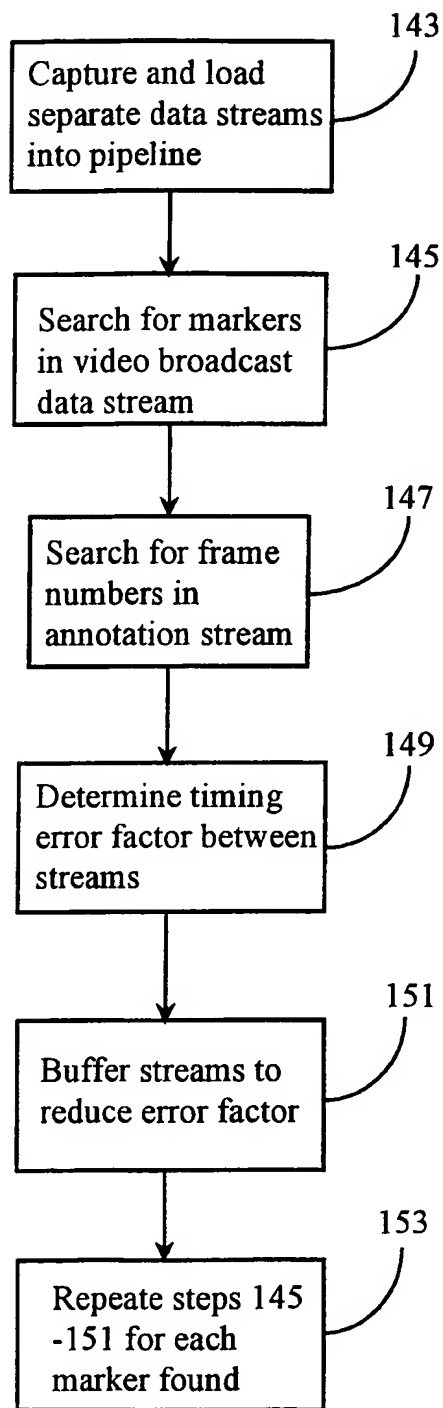 143
Capture and load
separate data streams
into pipeline
145
Search for markers
in video broadcast
data stream
147
Search for frame
numbers in
annotation stream
149
Determine timing
error factor between
streams
151
Buffer streams to
reduce error factor
153
Repeat steps 145
-151 for each
marker found